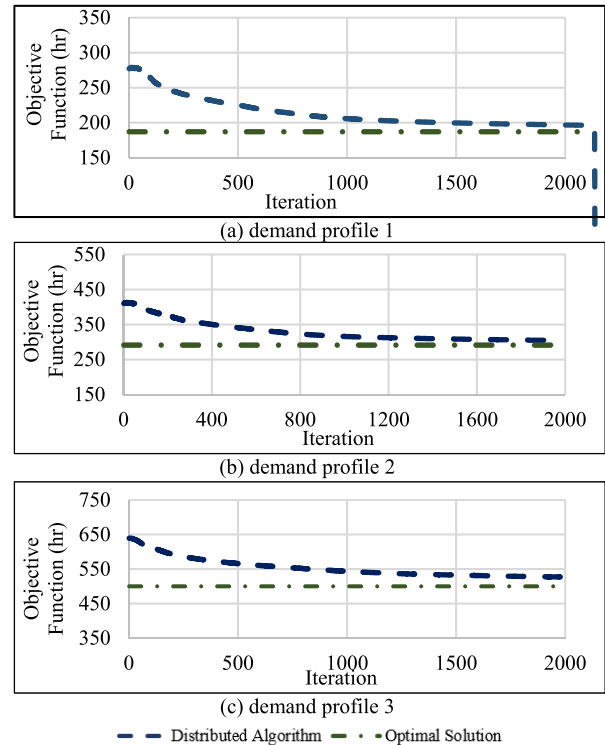 Objective
Function (hr)
350
300
250
200
150
0 500 1000 1500 2000
Iteration
(a) demand profile 1
Objective
Function (hr)
550
450
350
250
150
0 400 800 1200 1600 2000
Iteration
(b) demand profile 2
Objective
Function (hr)
750
650
550
450
350
0 500 1000 1500 2000
Iteration
(c) demand profile 3
Distributed Algorithm Optimal Solution